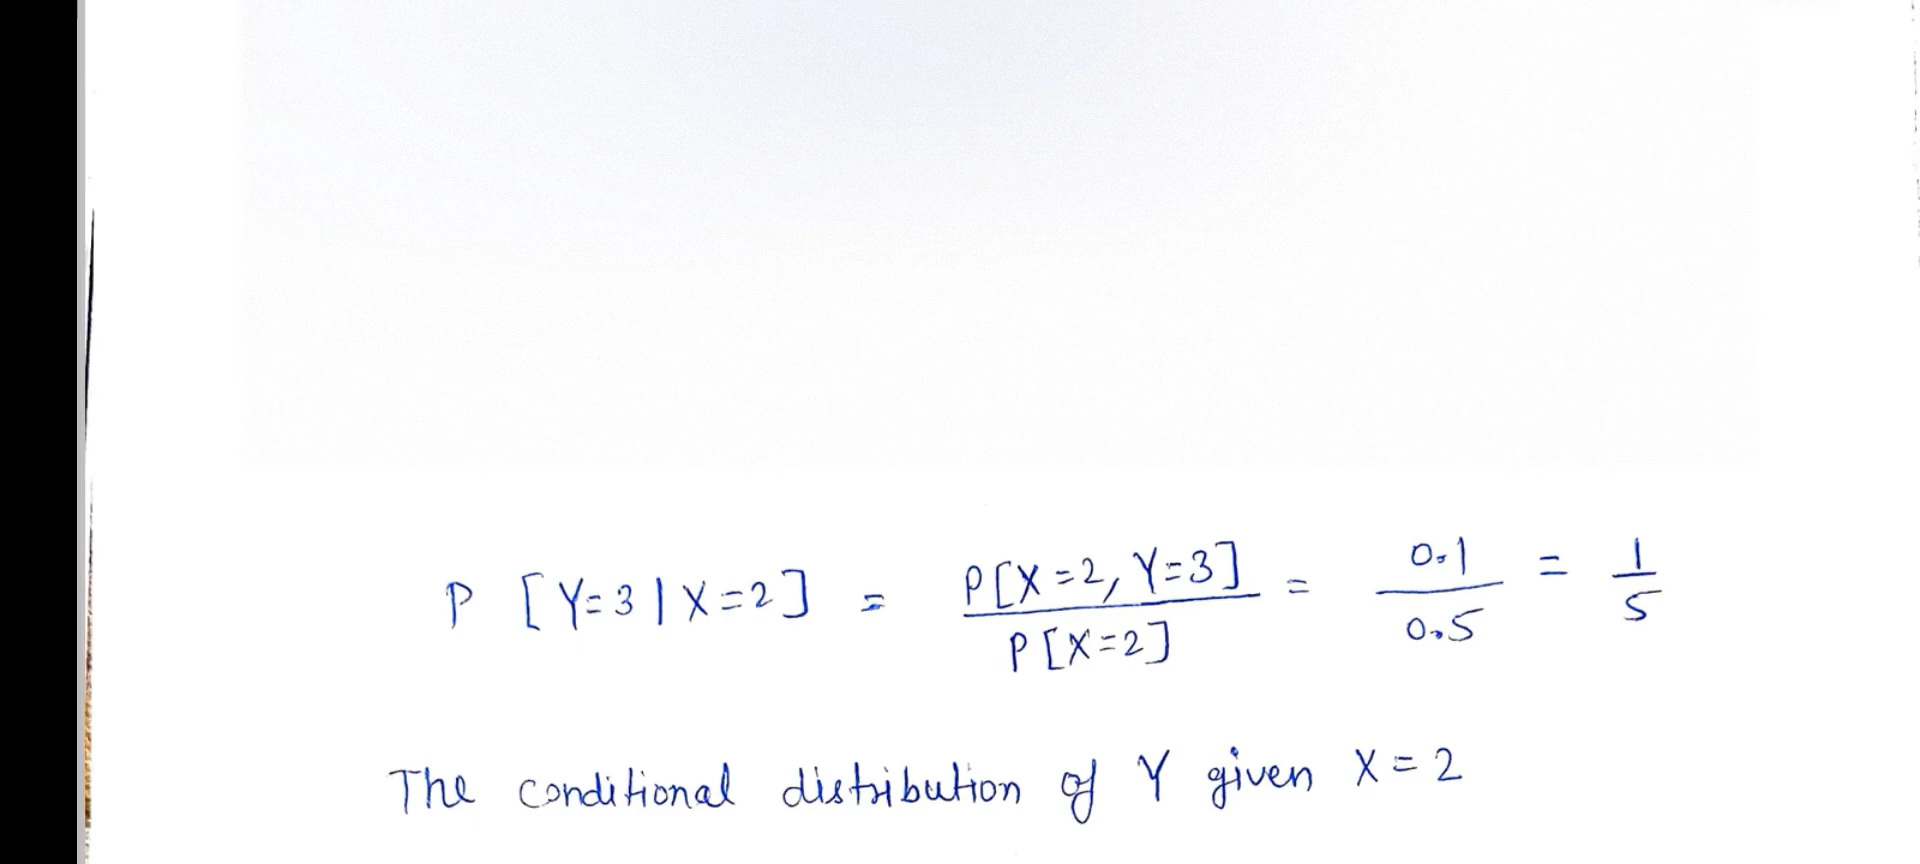 P [Y=3 | X=2] = P[X=2, Y=3] / P[X=2] = 0.1 / 0.5 = 1/5
The conditional distribution of Y given X = 2